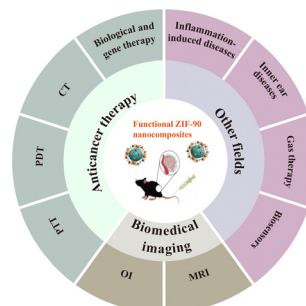 Biological and
gene therapy
Inflammation-
induced diseases
Inner ear
diseases
Gas therapy
Biosensors
MRI
OI
PTT
PDT
CT
Anticancer therapy
Other fields
Biomedical
imaging
Functional ZIF-90
nanocomposites